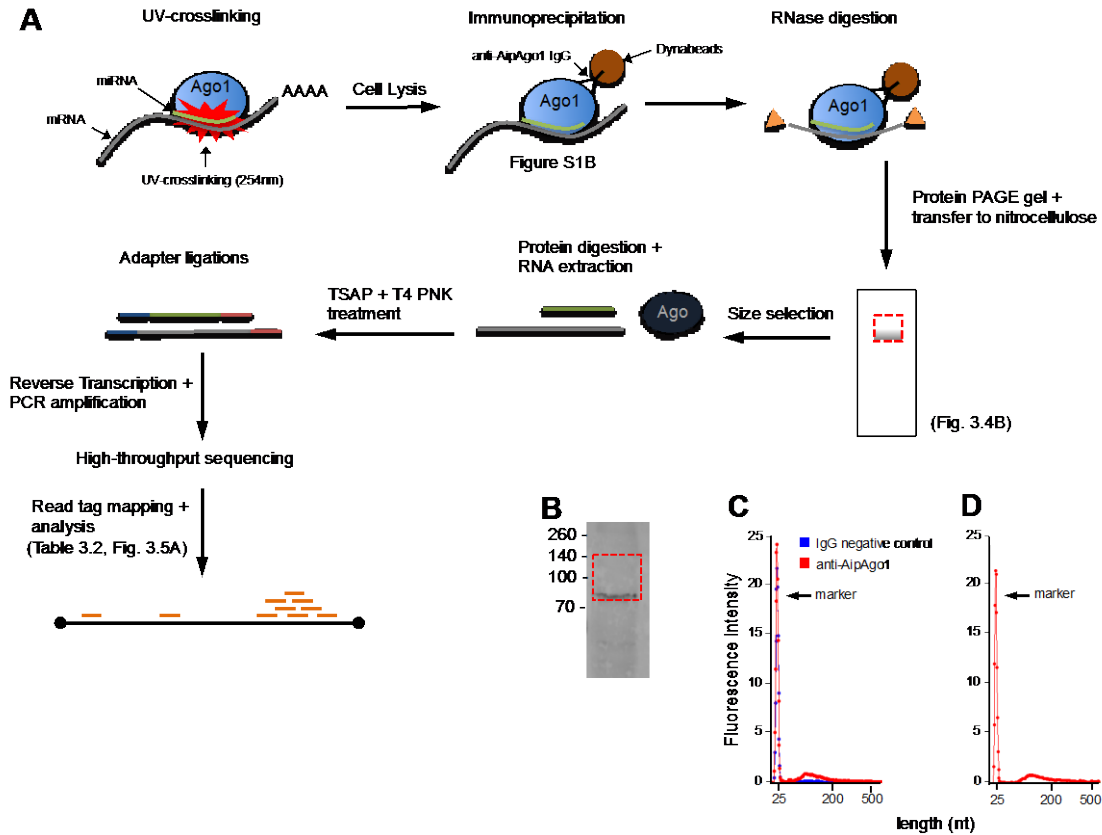 A
UV-crosslinking
Immunoprecipitation
RNase digestion
anti-AipAgo1 IgG
Dynabeads
miRNA
Ago1
AAAA
Cell Lysis
Ago1
Ago1
mRNA
Figure S1B
UV-crosslinking (254nm)
Protein PAGE gel +
transfer to nitrocellulose
Adapter ligations
Protein digestion +
RNA extraction
TSAP + T4 PNK
treatment
Ago
Size selection
Reverse Transcription +
PCR amplification
(Fig. 3.4B)
High-throughput sequencing
Read tag mapping +
analysis
(Table 3.2, Fig. 3.5A)
B
260
140
100
70
C
25
20
15
10
5
0
Fluorescence Intensity
IgG negative control
anti-AipAgo1
marker
25 200 500
D
25
20
15
10
5
0
marker
25 200 500
length (nt)